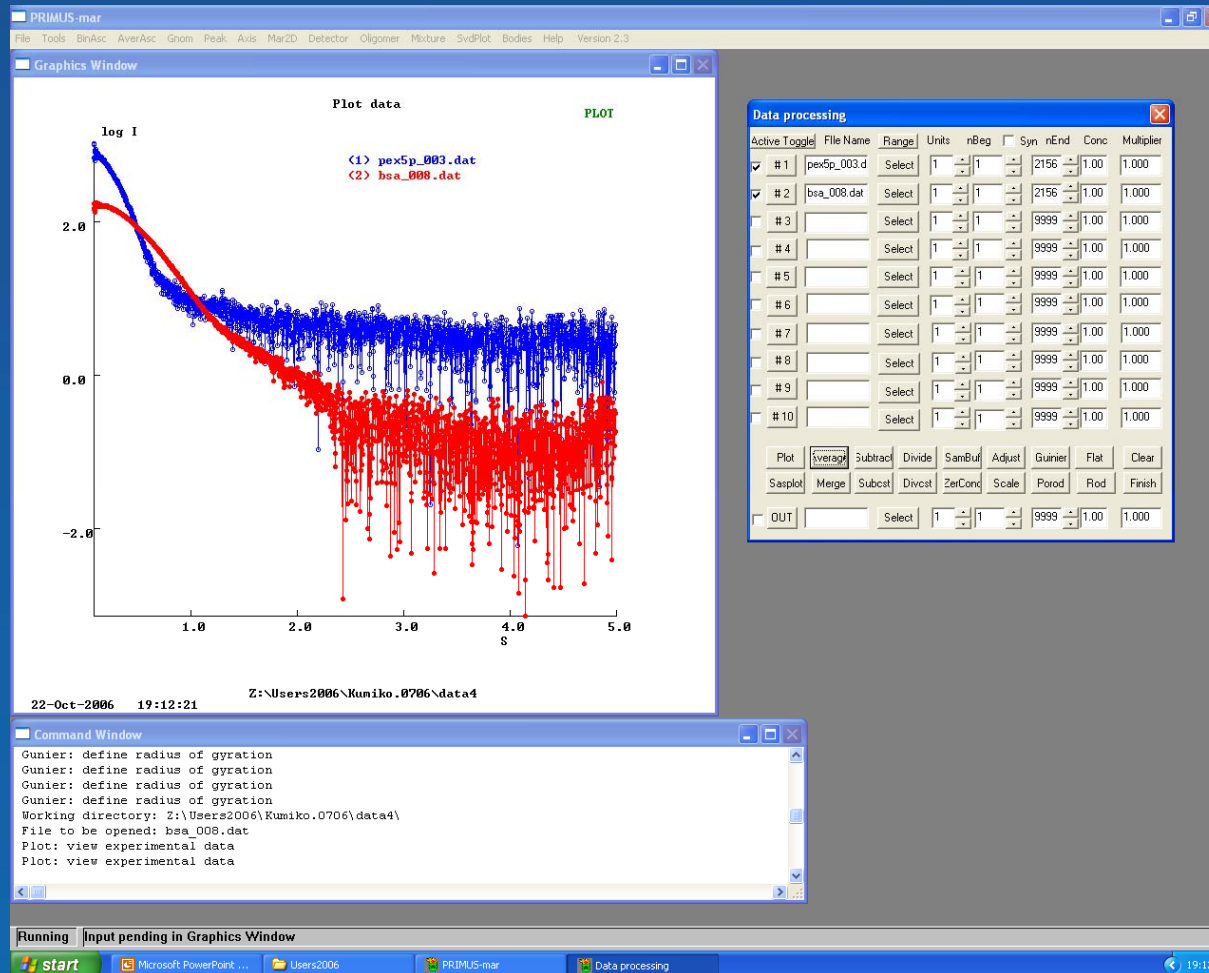 PRIMUS-mar
File Tools BinAsc AverAsc Gnom Peak Axis Mar2D Detector Oligomer Mixture SvdPlot Bodies Help Version 2.3
Graphics Window
Plot data
PLOT
log I
(1) pex5p_003.dat
(2) bsa_008.dat
2.0
0.0
-2.0
1.0 2.0 3.0 4.0 5.0
S
Z:\Users2006\Kumiko.0706\data4
22-Oct-2006 19:12:21
Data processing
Active Toggle File Name Range Units nBeg Syn nEnd Conc Multiplier
#1 pex5p_003.d Select 1 1 2156 1.00 1.000
#2 bsa_008.dat Select 1 1 2156 1.00 1.000
#3 Select 1 1 9999 1.00 1.000
#4 Select 1 1 9999 1.00 1.000
#5 Select 1 1 9999 1.00 1.000
#6 Select 1 1 9999 1.00 1.000
#7 Select 1 1 9999 1.00 1.000
#8 Select 1 1 9999 1.00 1.000
#9 Select 1 1 9999 1.00 1.000
#10 Select 1 1 9999 1.00 1.000
Plot Average Subtract Divide SamBuf Adjust Guinier Flat Clear
Sasplot Merge Subcst Divcst ZerConc Scale Porod Rod Finish
OUT Select 1 1 9999 1.00 1.000
Command Window
Gunier: define radius of gyration
Gunier: define radius of gyration
Gunier: define radius of gyration
Gunier: define radius of gyration
Working directory: Z:\Users2006\Kumiko.0706\data4\
File to be opened: bsa_008.dat
Plot: view experimental data
Plot: view experimental data
Running Input pending in Graphics Window
start Microsoft PowerPoint ... Users2006 PRIMUS-mar Data processing